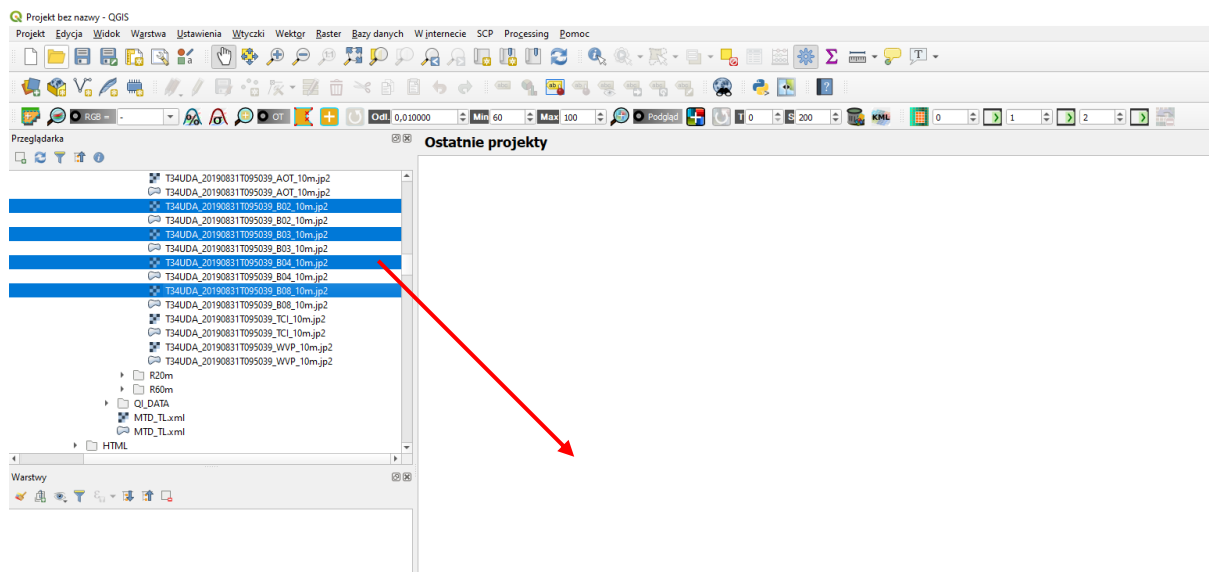 Projekt bez nazwy - QGIS
Projekt Edycja Widok Warstwa Ustawienia Wtyczki Wektor Raster Bazy danych W internecie SCP Processing Pomoc
RGB = - OT Odl. 0,010000 Min 60 Max 100 Podgląd T 0 S 200 KML 0 1 2
Przeglądarka
Ostatnie projekty
T34UDA_20190831T095039_AOT_10m.jp2
T34UDA_20190831T095039_AOT_10m.jp2
T34UDA_20190831T095039_B02_10m.jp2
T34UDA_20190831T095039_B02_10m.jp2
T34UDA_20190831T095039_B03_10m.jp2
T34UDA_20190831T095039_B03_10m.jp2
T34UDA_20190831T095039_B04_10m.jp2
T34UDA_20190831T095039_B04_10m.jp2
T34UDA_20190831T095039_B08_10m.jp2
T34UDA_20190831T095039_B08_10m.jp2
T34UDA_20190831T095039_TCI_10m.jp2
T34UDA_20190831T095039_TCI_10m.jp2
T34UDA_20190831T095039_WVP_10m.jp2
T34UDA_20190831T095039_WVP_10m.jp2
R20m
R60m
QI_DATA
MTD_TL.xml
MTD_TL.xml
HTML
Warstwy